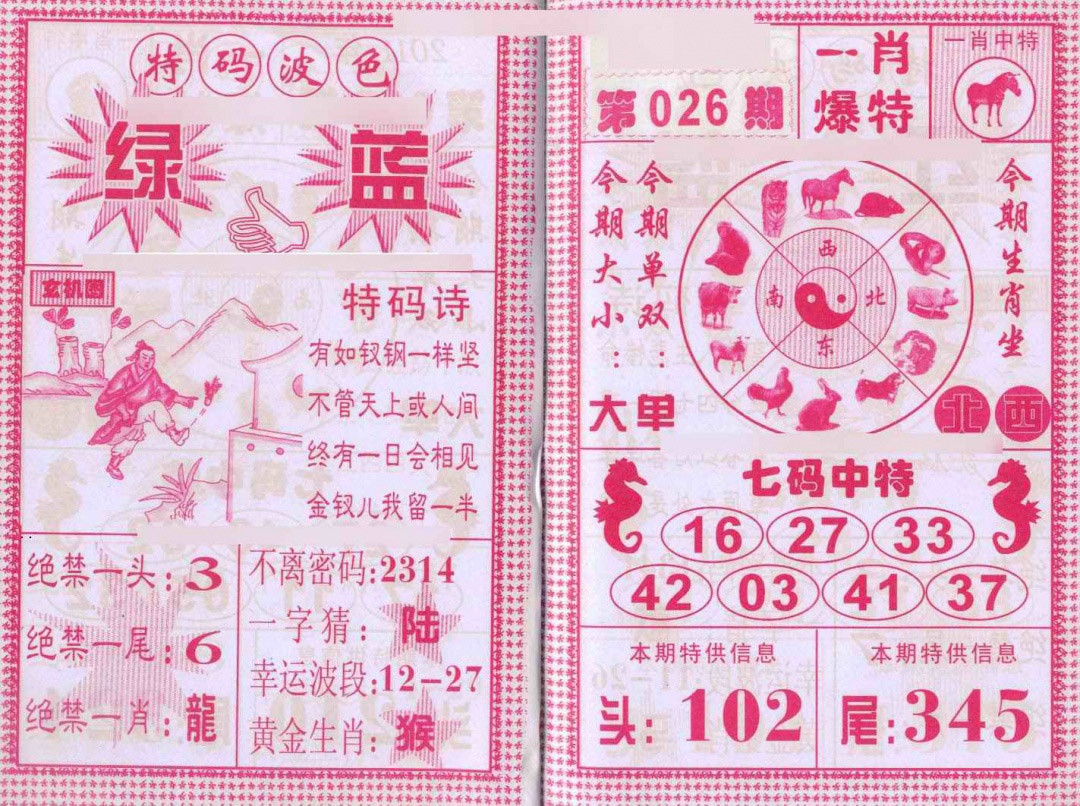 特码波色
绿 蓝
玄机图
特码诗
有如钗钢一样坚
不管天上或人间
终有一日会相见
金钗儿我留一半
绝禁一头:3
绝禁一尾:6
绝禁一肖:龍
不离密码:2314
一字猜:陆
幸运波段:12-27
黄金生肖:猴
第026期
一肖
爆特
一肖中特
今期大小:大
今期单双:单
西
南 北
东
今期生肖坐
北 西
七码中特
16 27 33
42 03 41 37
本期特供信息
头:102
本期特供信息
尾:345